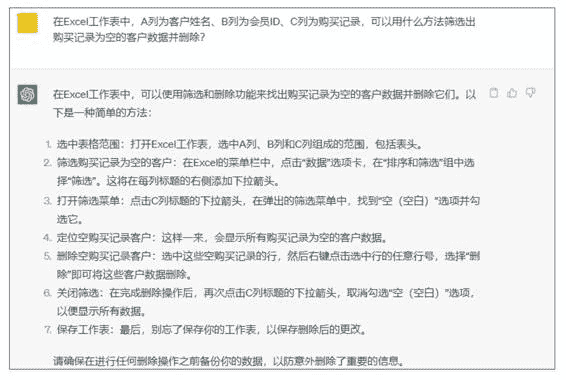 在Excel工作表中，A列为客户姓名、B列为会员ID、C列为购买记录，可以用什么方法筛选出
购买记录为空的客户数据并删除？
在Excel工作表中，可以使用筛选和删除功能来找出购买记录为空的客户数据并删除它们。以
下是一种简单的方法：
1. 选中表格范围：打开Excel工作表，选中A列、B列和C列组成的范围，包括表头。
2. 筛选购买记录为空的客户：在Excel的菜单栏中，点击“数据”选项卡，在“排序和筛选”组中选
择“筛选”。这将在每列标题的右侧添加下拉箭头。
3. 打开筛选菜单：点击C列标题的下拉箭头，在弹出的筛选菜单中，找到“空（空白）”选项并勾
选它。
4. 定位空购买记录客户：这样一来，会显示所有购买记录为空的客户数据。
5. 删除空购买记录客户：选中这些空购买记录的行，然后右键点击选中行的任意行号，选择“删
除”即可将这些客户数据删除。
6. 关闭筛选：在完成删除操作后，再次点击C列标题的下拉箭头，取消勾选“空（空白）”选项，
以便显示所有数据。
7. 保存工作表：最后，别忘了保存你的工作表，以保存删除后的更改。
请确保在进行任何删除操作之前备份你的数据，以防意外删除了重要的信息。